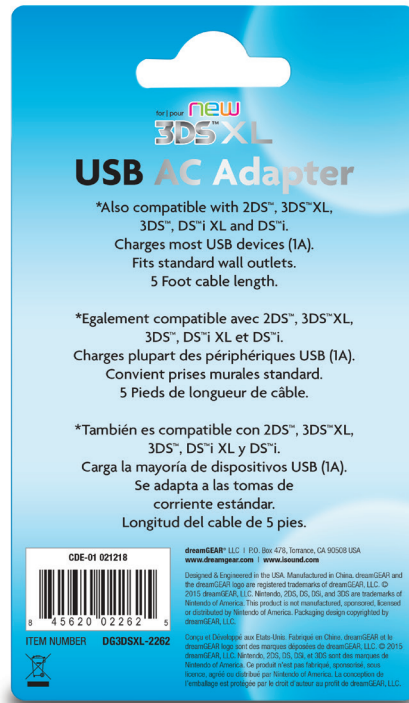 for | pour new
3DS™XL
USB AC Adapter
*Also compatible with 2DS™, 3DS™XL,
3DS™, DS™i XL and DS™i.
Charges most USB devices (1A).
Fits standard wall outlets.
5 Foot cable length.
*Egalement compatible avec 2DS™, 3DS™XL,
3DS™, DS™i XL et DS™i.
Charges plupart des périphériques USB (1A).
Convient prises murales standard.
5 Pieds de longueur de câble.
*También es compatible con 2DS™, 3DS™XL,
3DS™, DS™i XL y DS™i.
Carga la mayoría de dispositivos USB (1A).
Se adapta a las tomas de
corriente estándar.
Longitud del cable de 5 pies.
CDE-01 021218
8 45620 02262 5
ITEM NUMBER DG3DSXL-2262
dreamGEAR® LLC | P.O. Box 478, Torrance, CA 90508 USA
www.dreamgear.com | www.isound.com
Designed & Engineered in the USA. Manufactured in China. dreamGEAR and
the dreamGEAR logo are registered trademarks of dreamGEAR, LLC. ©
2015 dreamGEAR, LLC. Nintendo, 2DS, DS, DSi, and 3DS are trademarks of
Nintendo of America. This product is not manufactured, sponsored, licensed
or distributed by Nintendo of America. Packaging design copyrighted by
dreamGEAR, LLC.
Conçu et Développé aux Etats-Unis. Fabriqué en Chine. dreamGEAR et le
dreamGEAR logo sont des marques déposées de dreamGEAR, LLC. © 2015
dreamGEAR, LLC. Nintendo, 2DS, DS, DSi, et 3DS sont des marques de
Nintendo of America. Ce produit n'est pas fabriqué, sponsorisé, sous
licence, agréé ou distribué par Nintendo of America. La conception de
l'emballage est protégée par le droit d'auteur au profit de dreamGEAR, LLC.